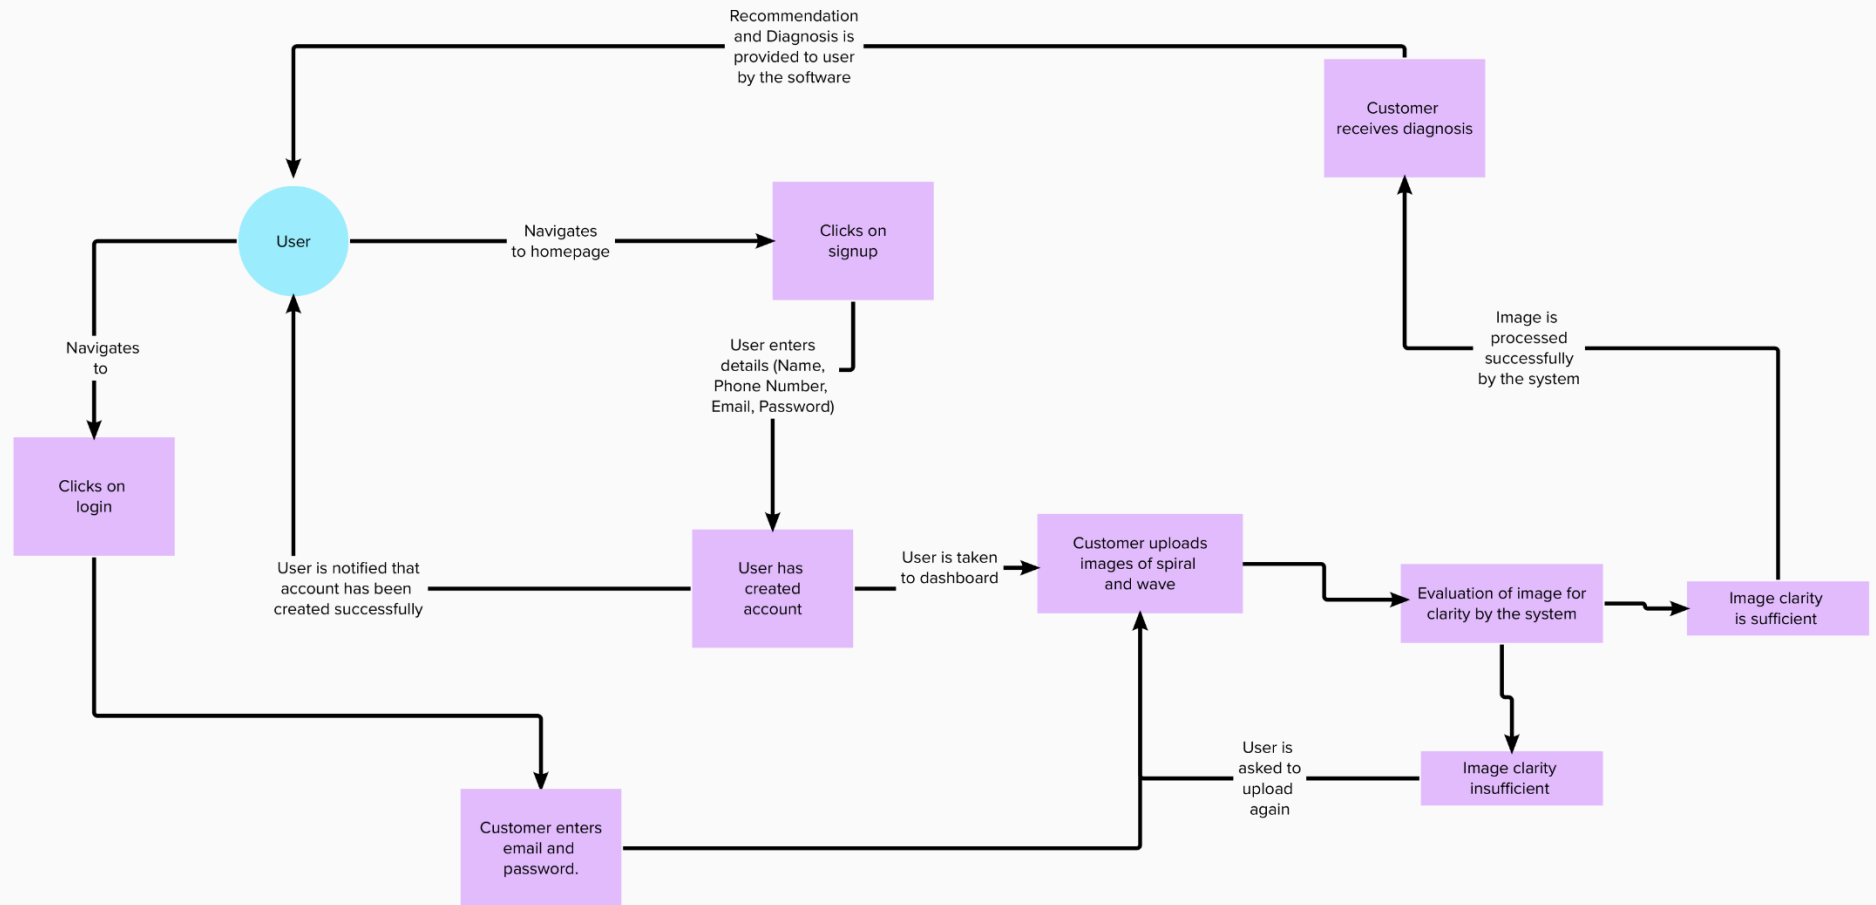 Recommendation
and Diagnosis is
provided to user
by the software
Customer
receives diagnosis
User
Navigates
to homepage
Clicks on
signup
Navigates
to
User enters
details (Name,
Phone Number,
Email, Password)
Image is
processed
successfully
by the system
Clicks on
login
User is notified that
account has been
created successfully
User has
created
account
User is taken
to dashboard
Customer uploads
images of spiral
and wave
Evaluation of image for
clarity by the system
Image clarity
is sufficient
User is
asked to
upload
again
Image clarity
insufficient
Customer enters
email and
password.